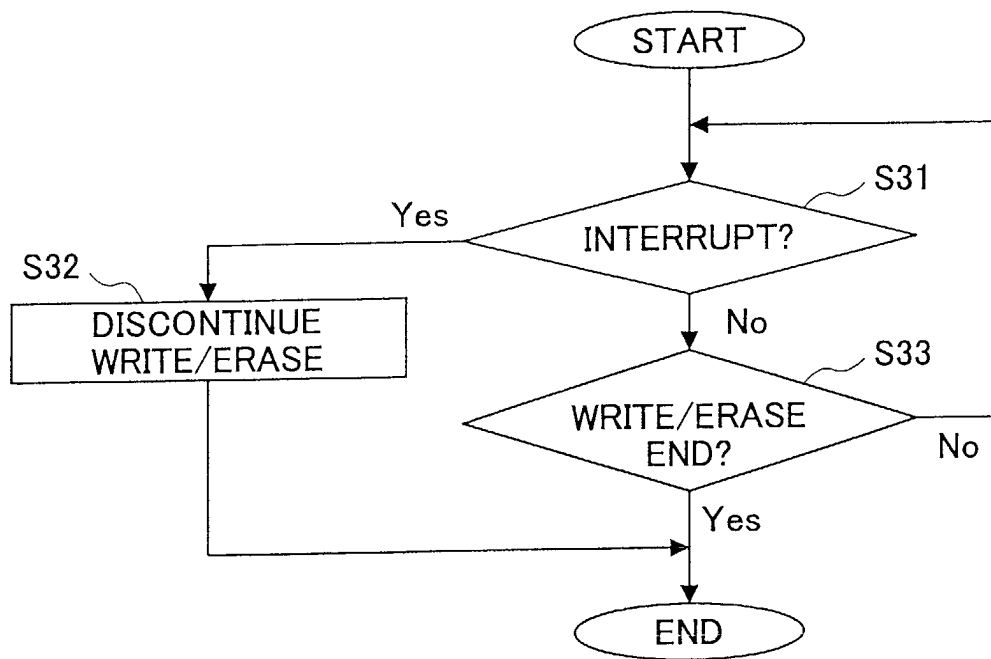 START
S31
Yes
INTERRUPT?
S32
DISCONTINUE
WRITE/ERASE
No
S33
WRITE/ERASE
END?
No
Yes
END